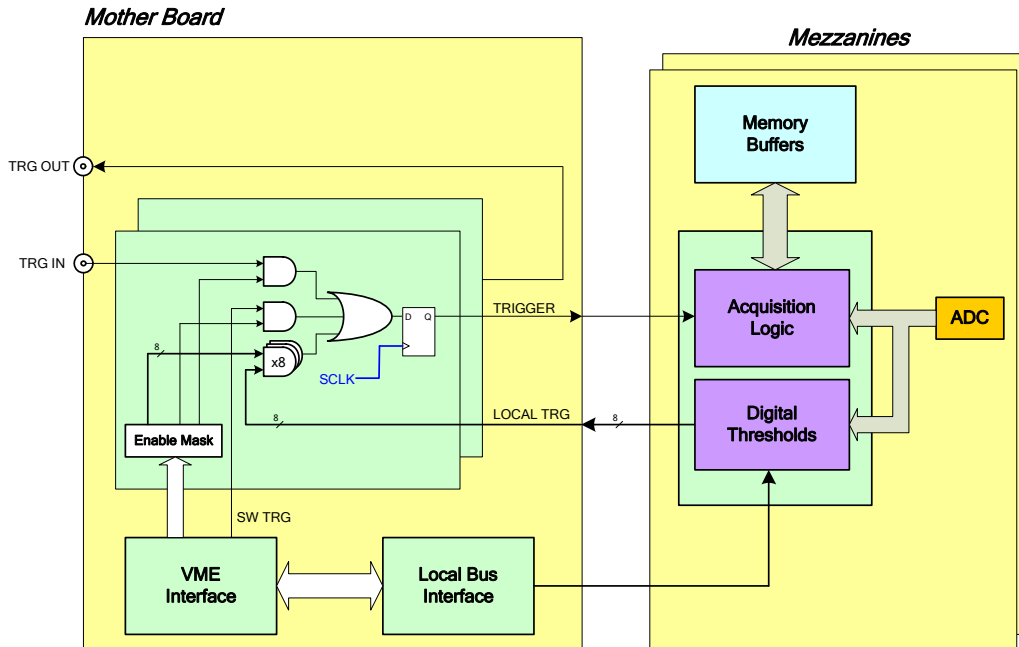 Mother Board
Mezzanines
Memory
Buffers
TRG OUT
TRG IN
D Q
TRIGGER
Acquisition
Logic
ADC
8
x8
SCLK
8
LOCAL TRG
8
Digital
Thresholds
Enable Mask
SW TRG
VME
Interface
Local Bus
Interface